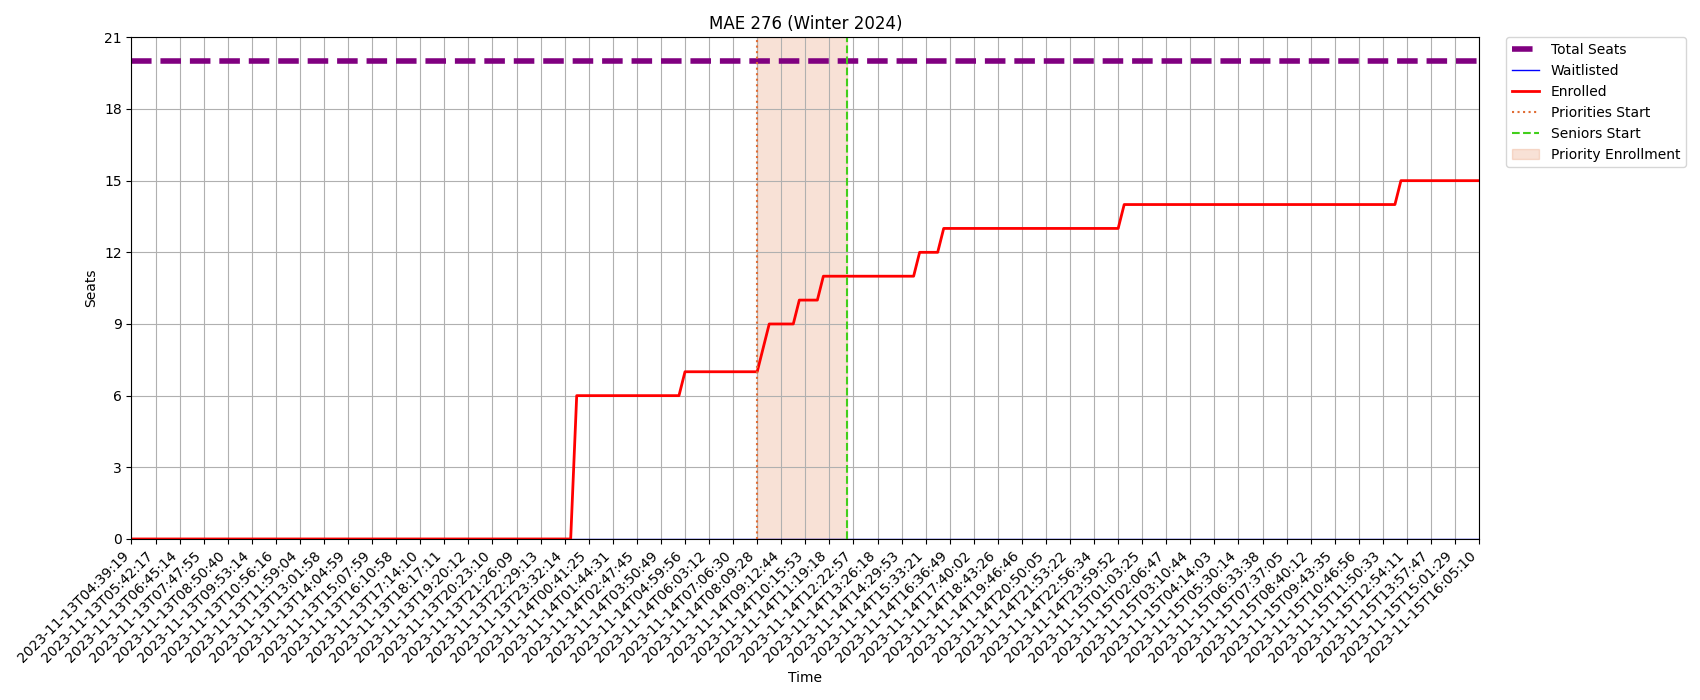 MAE 276 (Winter 2024)
Total Seats
Waitlisted
Enrolled
Priorities Start
Seniors Start
Priority Enrollment
Seats
21
18
15
12
9
6
3
0
2023-11-13T04:39:19
2023-11-13T05:42:17
2023-11-13T06:45:14
2023-11-13T07:47:55
2023-11-13T08:50:40
2023-11-13T09:53:14
2023-11-13T10:56:16
2023-11-13T11:59:04
2023-11-13T13:01:58
2023-11-13T14:04:59
2023-11-13T15:07:59
2023-11-13T16:10:58
2023-11-13T17:14:10
2023-11-13T18:17:11
2023-11-13T19:20:12
2023-11-13T20:23:10
2023-11-13T21:26:09
2023-11-13T22:29:13
2023-11-13T23:32:14
2023-11-14T00:41:25
2023-11-14T01:44:31
2023-11-14T02:47:45
2023-11-14T03:50:49
2023-11-14T04:59:56
2023-11-14T06:03:12
2023-11-14T07:06:30
2023-11-14T08:09:28
2023-11-14T09:12:44
2023-11-14T10:15:53
2023-11-14T11:19:18
2023-11-14T12:22:57
2023-11-14T13:26:18
2023-11-14T14:29:53
2023-11-14T15:33:21
2023-11-14T16:36:49
2023-11-14T17:40:02
2023-11-14T18:43:26
2023-11-14T19:46:46
2023-11-14T20:50:05
2023-11-14T21:53:22
2023-11-14T22:56:34
2023-11-14T23:59:52
2023-11-15T01:03:25
2023-11-15T02:06:47
2023-11-15T03:10:44
2023-11-15T04:14:03
2023-11-15T05:30:14
2023-11-15T06:33:38
2023-11-15T07:37:05
2023-11-15T08:40:12
2023-11-15T09:43:35
2023-11-15T10:46:56
2023-11-15T11:50:33
2023-11-15T12:54:11
2023-11-15T13:57:47
2023-11-15T15:01:29
2023-11-15T16:05:10
Time